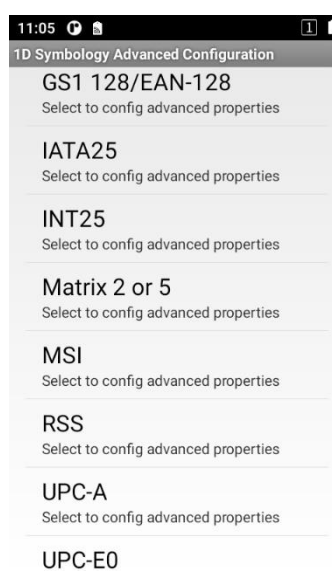 11:05
1
1D Symbology Advanced Configuration
GS1 128/EAN-128
Select to config advanced properties
IATA25
Select to config advanced properties
INT25
Select to config advanced properties
Matrix 2 or 5
Select to config advanced properties
MSI
Select to config advanced properties
RSS
Select to config advanced properties
UPC-A
Select to config advanced properties
UPC-E0